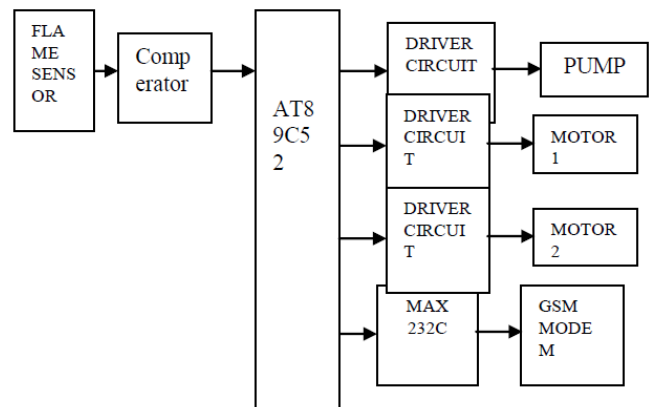 FLA
ME
SENS
OR
Comp
erator
AT8
9C5
2
DRIVER
CIRCUIT
PUMP
DRIVER
CIRCUI
T
MOTOR
1
DRIVER
CIRCUI
T
MOTOR
2
MAX
232C
GSM
MODE
M